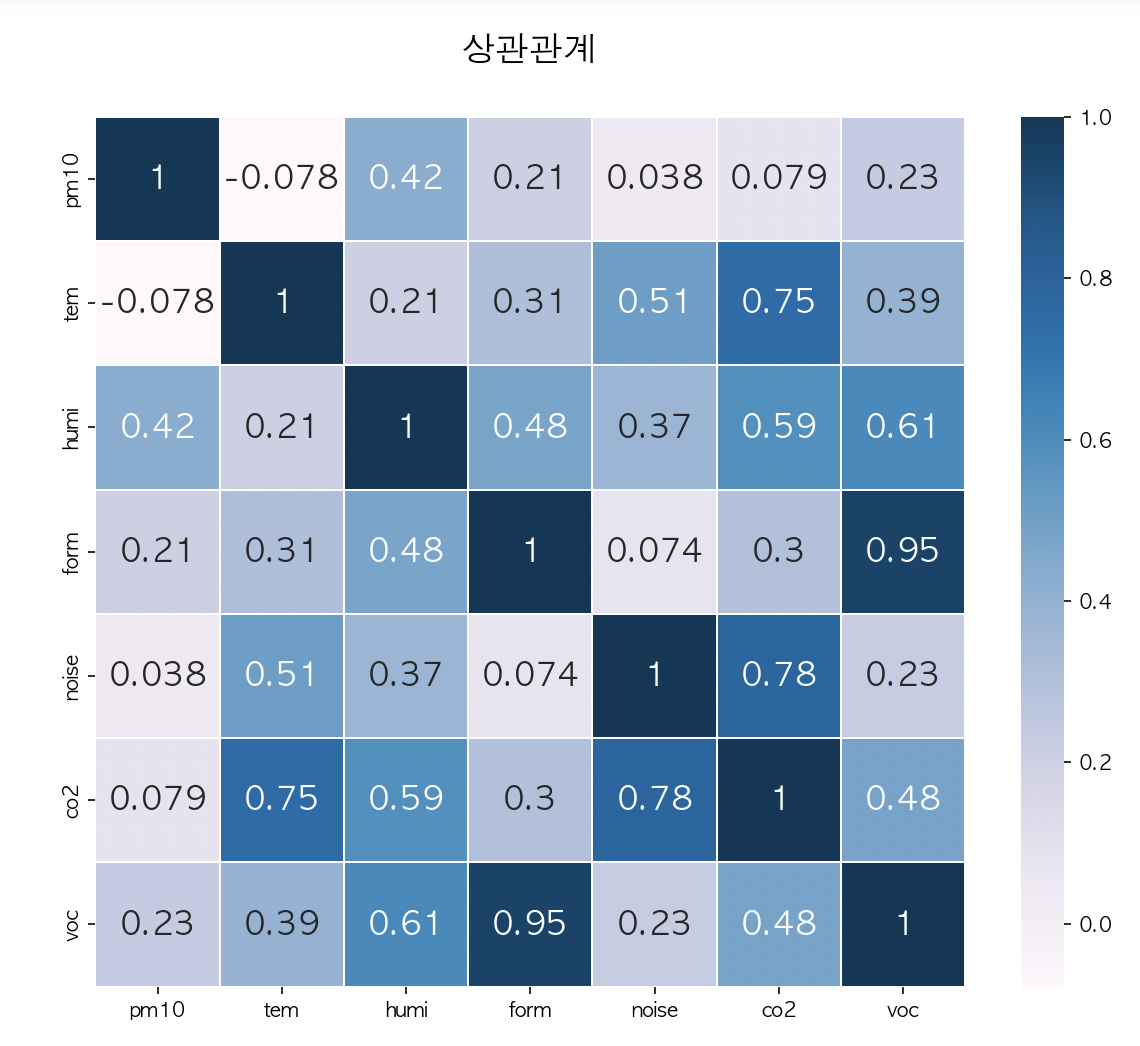 상관관계
pm10 1 -0.078 0.42 0.21 0.038 0.079 0.23
tem -0.078 1 0.21 0.31 0.51 0.75 0.39
humi 0.42 0.21 1 0.48 0.37 0.59 0.61
form 0.21 0.31 0.48 1 0.074 0.3 0.95
noise 0.038 0.51 0.37 0.074 1 0.78 0.23
co2 0.079 0.75 0.59 0.3 0.78 1 0.48
voc 0.23 0.39 0.61 0.95 0.23 0.48 1
pm10 tem humi form noise co2 voc
1.0
0.8
0.6
0.4
0.2
0.0